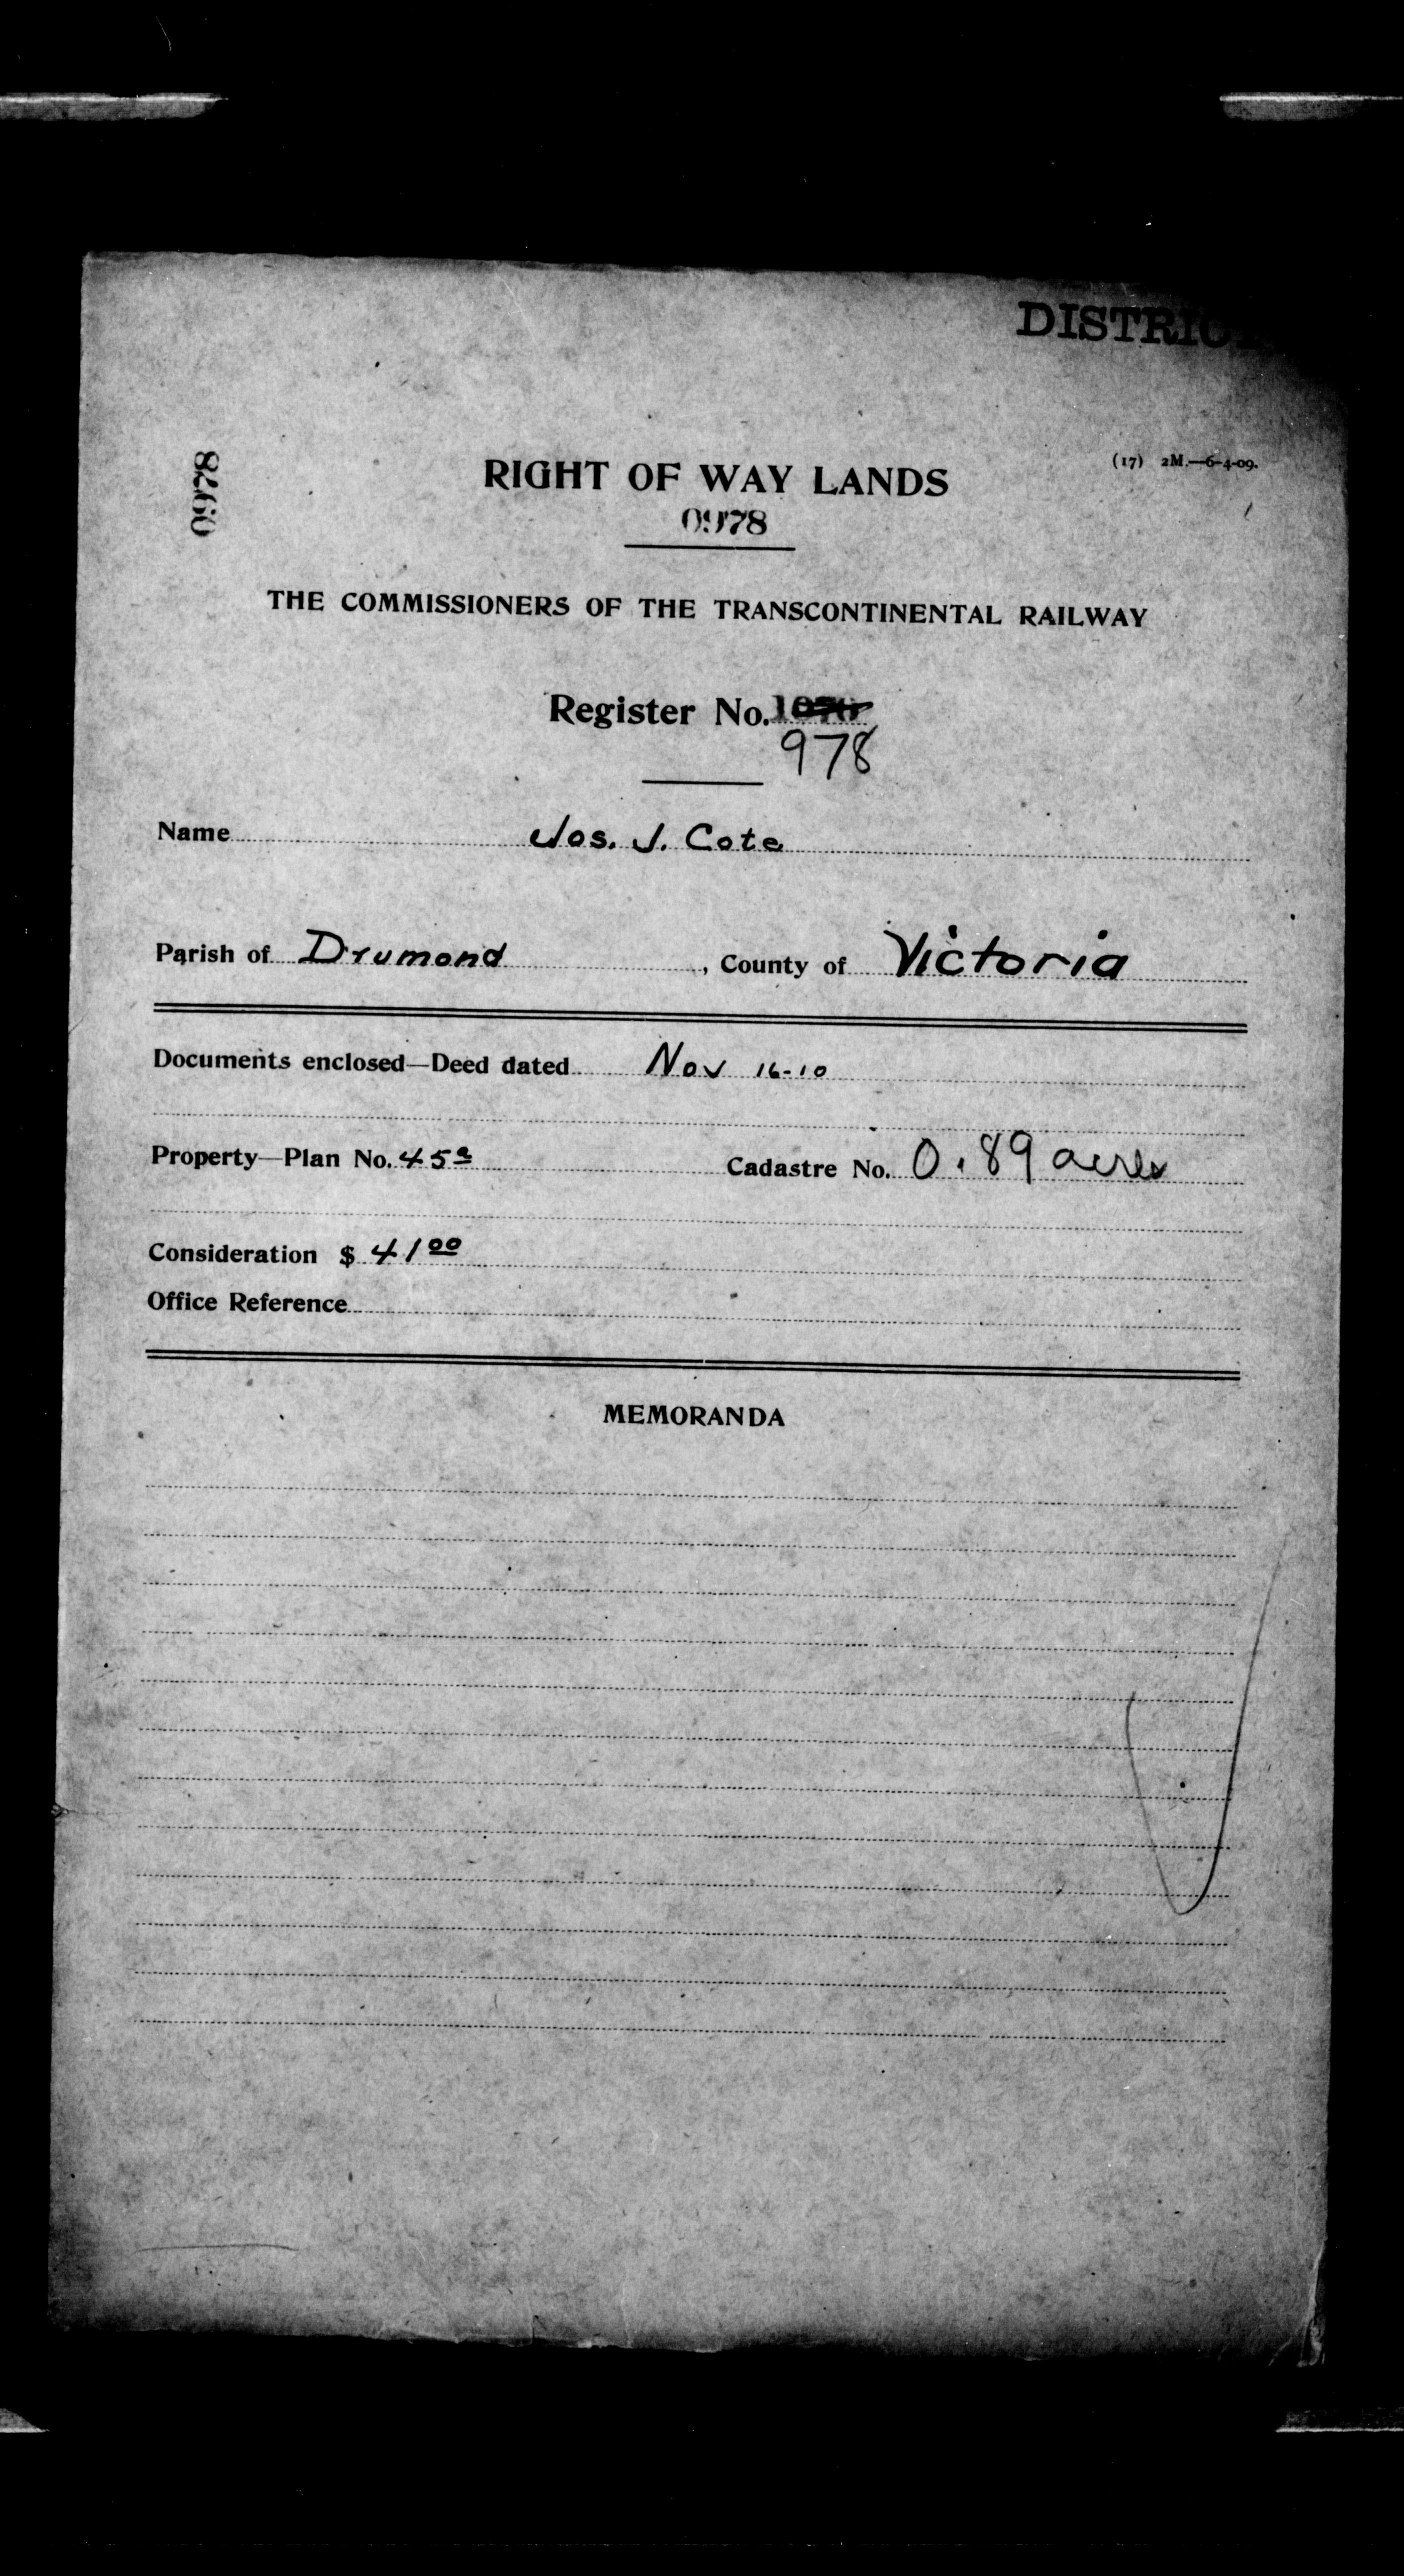 DISTRICT
(17) 2M.—6-4-09.
0978
RIGHT OF WAY LANDS
0978
THE COMMISSIONERS OF THE TRANSCONTINENTAL RAILWAY
Register No.
978
Name Jos. J. Cote
Parish of Drumond, County of Victoria
Documents enclosed—Deed dated Nov 16-10
Property—Plan No. 45a Cadastre No. 0.89 acres
Consideration $ 41 00
Office Reference
MEMORANDA